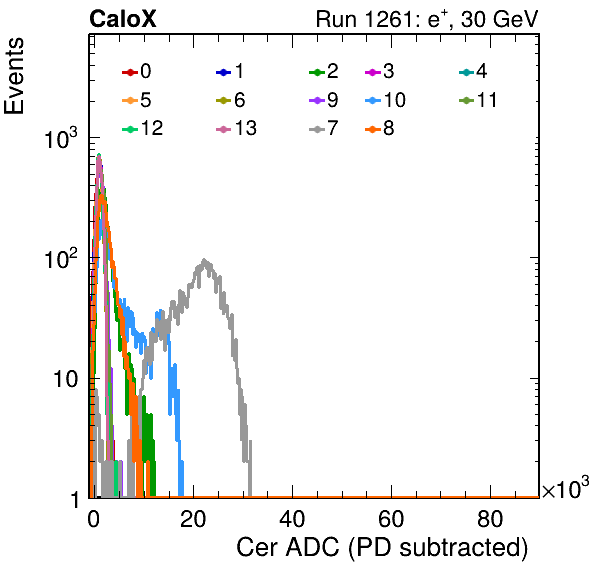 CaloX Run 1261: e⁺, 30 GeV
Events
0 1 2 3 4
5 6 9 10 11
12 13 7 8
10³
10²
10
1
0 20 40 60 80
×10³
Cer ADC (PD subtracted)